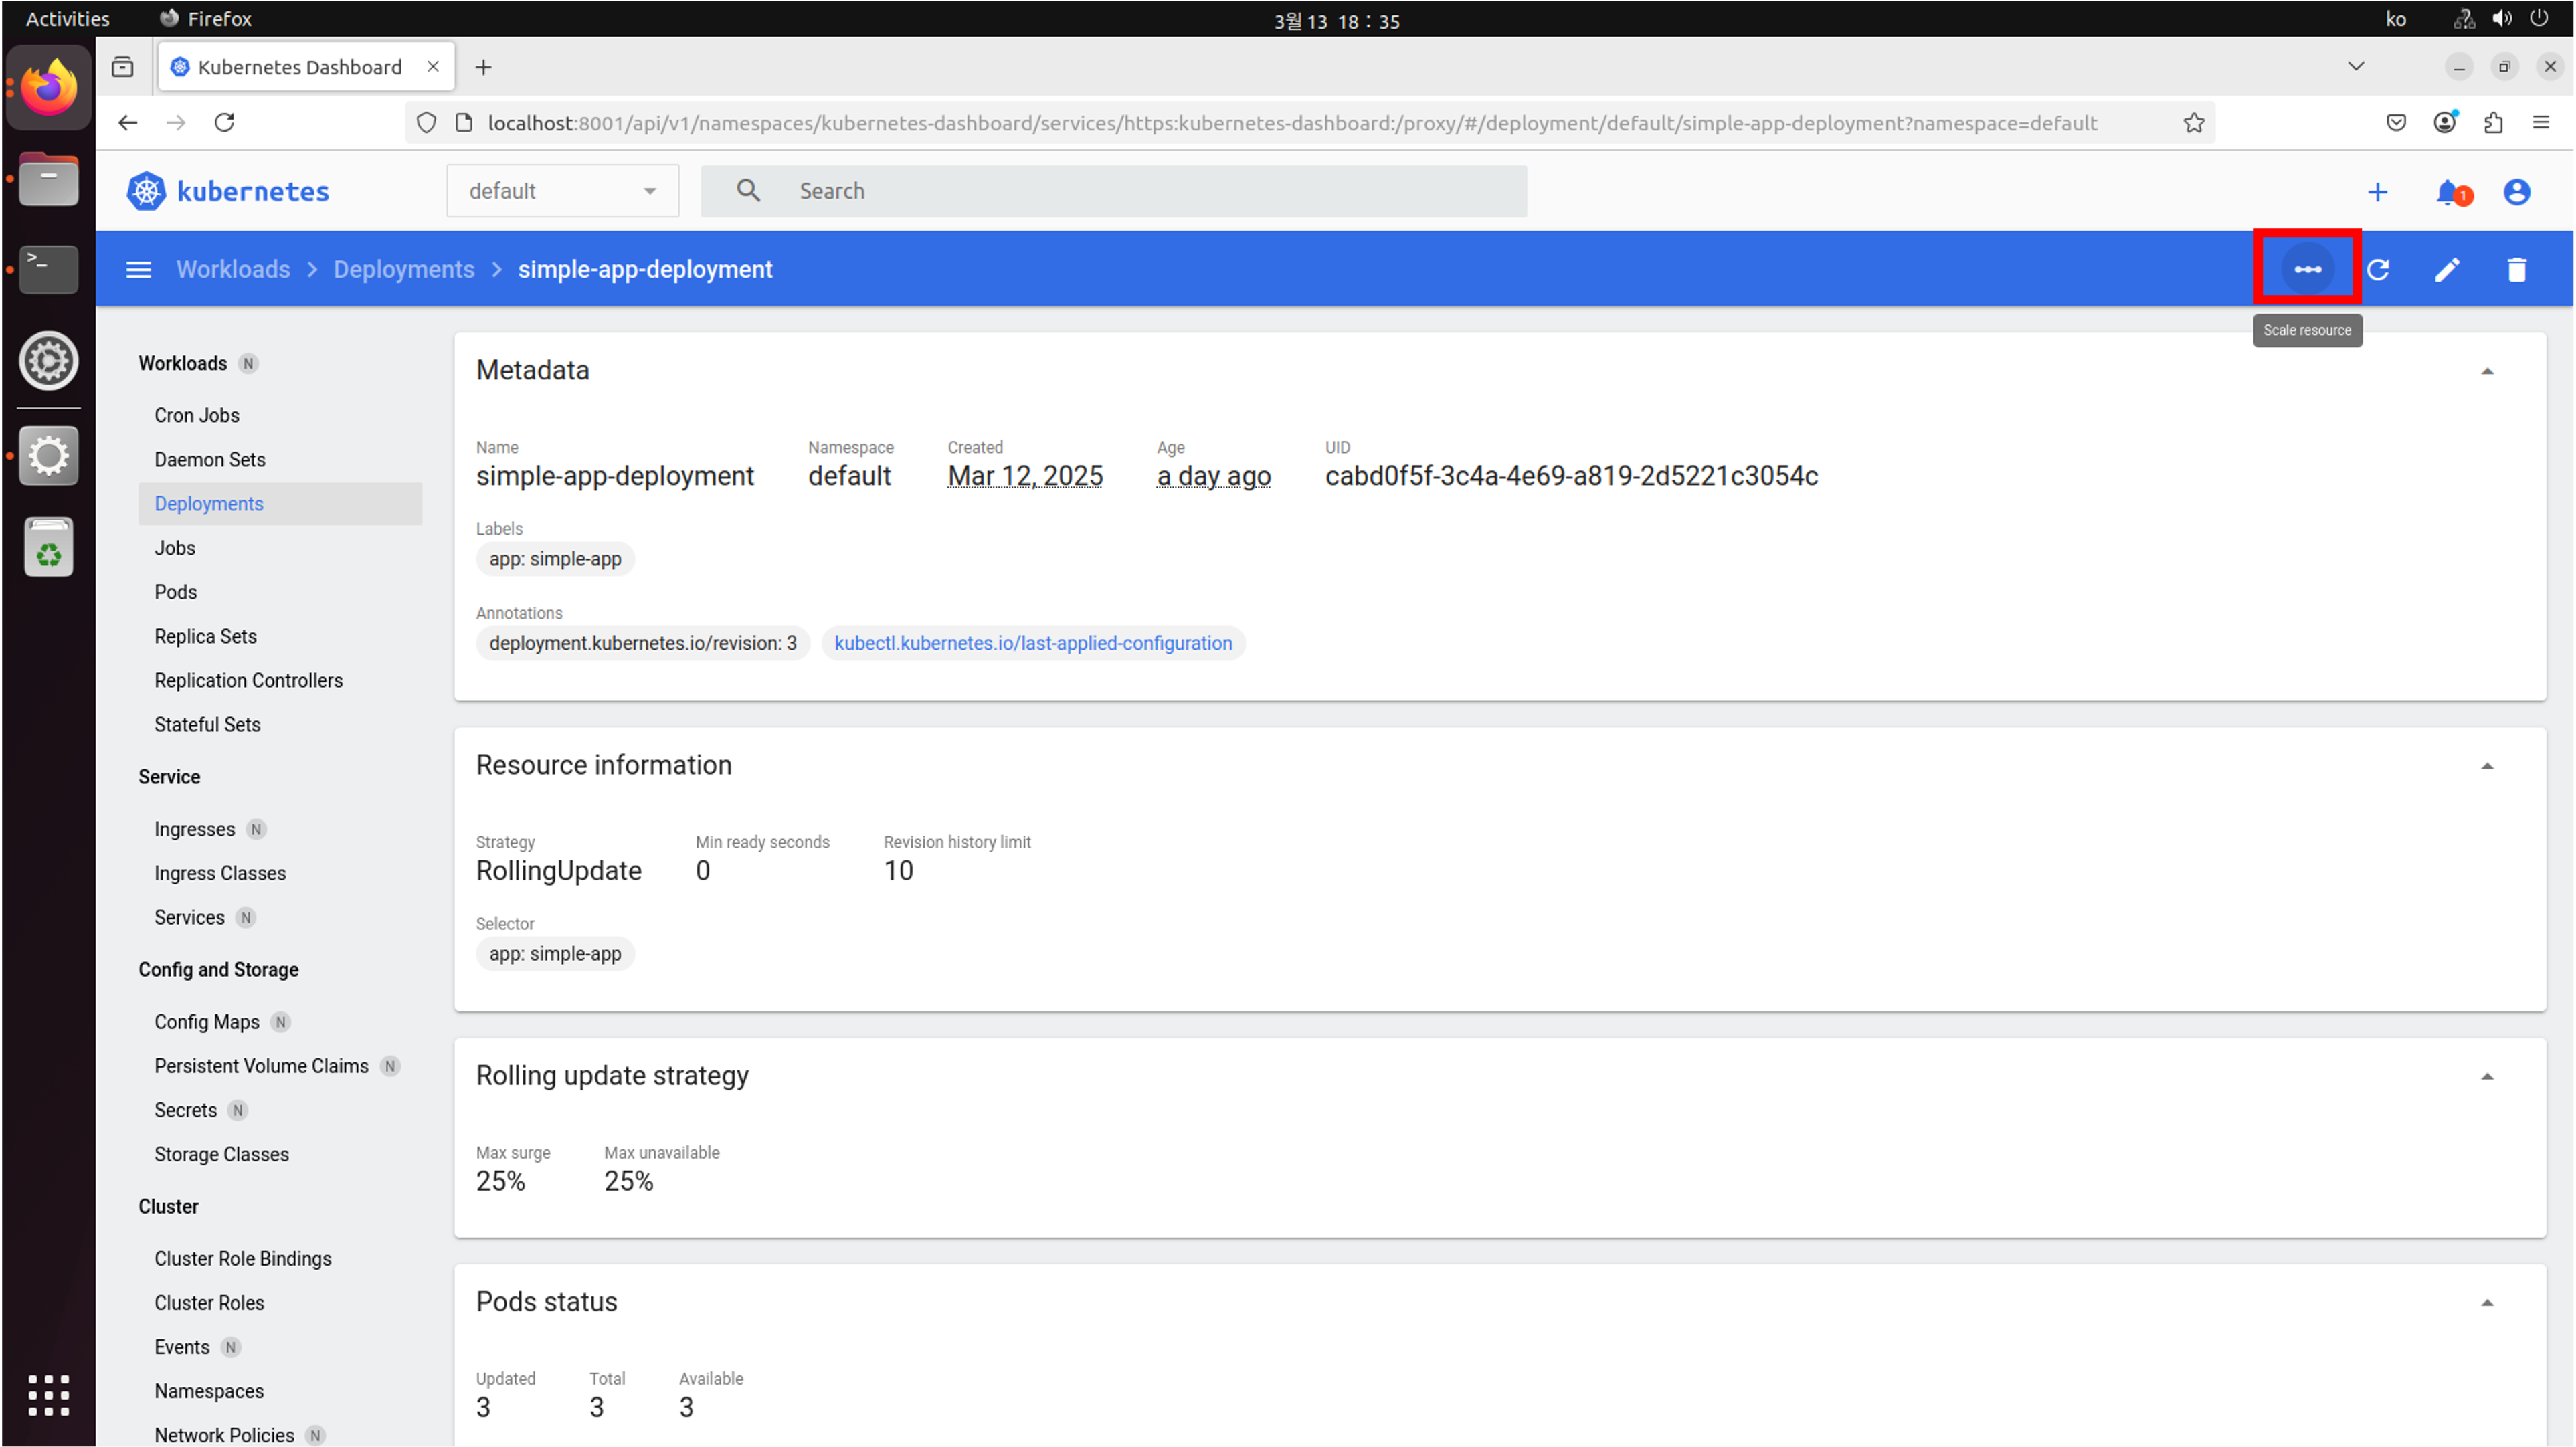 Activities Firefox 3월 13 18 : 35 ko
Kubernetes Dashboard
localhost:8001/api/v1/namespaces/kubernetes-dashboard/services/https:kubernetes-dashboard:/proxy/#/deployment/default/simple-app-deployment?namespace=default
kubernetes default Search 1
Workloads > Deployments > simple-app-deployment
Scale resource
Workloads N
Cron Jobs
Daemon Sets
Deployments
Jobs
Pods
Replica Sets
Replication Controllers
Stateful Sets
Service
Ingresses N
Ingress Classes
Services N
Config and Storage
Config Maps N
Persistent Volume Claims N
Secrets N
Storage Classes
Cluster
Cluster Role Bindings
Cluster Roles
Events N
Namespaces
Network Policies N
Metadata
Name Namespace Created Age UID
simple-app-deployment default Mar 12, 2025 a day ago cabd0f5f-3c4a-4e69-a819-2d5221c3054c
Labels
app: simple-app
Annotations
deployment.kubernetes.io/revision: 3 kubectl.kubernetes.io/last-applied-configuration
Resource information
Strategy Min ready seconds Revision history limit
RollingUpdate 0 10
Selector
app: simple-app
Rolling update strategy
Max surge Max unavailable
25% 25%
Pods status
Updated Total Available
3 3 3